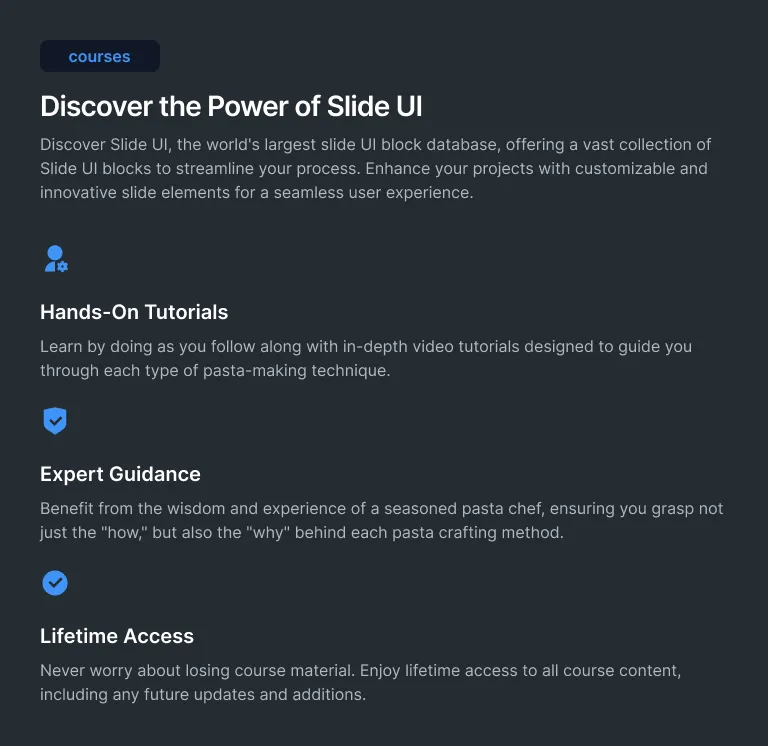 courses
Discover the Power of Slide UI
Discover Slide UI, the world's largest slide UI block database, offering a vast collection of
Slide UI blocks to streamline your process. Enhance your projects with customizable and
innovative slide elements for a seamless user experience.
Hands-On Tutorials
Learn by doing as you follow along with in-depth video tutorials designed to guide you
through each type of pasta-making technique.
Expert Guidance
Benefit from the wisdom and experience of a seasoned pasta chef, ensuring you grasp not
just the "how," but also the "why" behind each pasta crafting method.
Lifetime Access
Never worry about losing course material. Enjoy lifetime access to all course content,
including any future updates and additions.